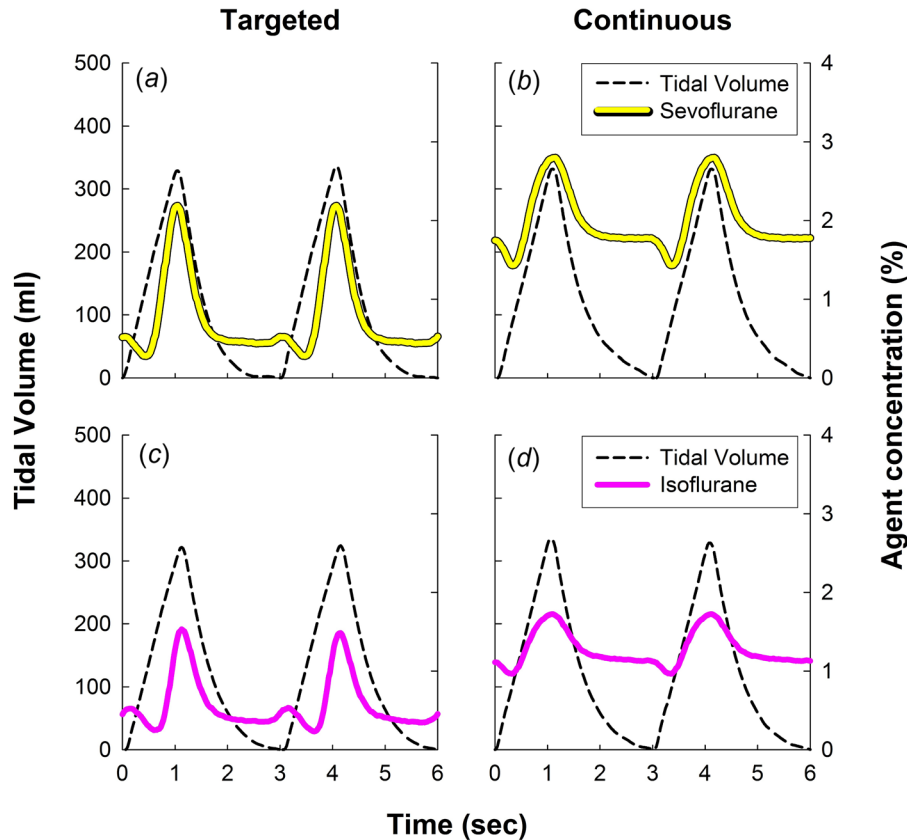 Targeted
Continuous
500
400
300
200
100
0
(a)
(b)
Tidal Volume
Sevoflurane
4
3
2
1
0
500
400
300
200
100
0
(c)
(d)
Tidal Volume
Isoflurane
4
3
2
1
0
Tidal Volume (ml)
Agent concentration (%)
0 1 2 3 4 5 6
0 1 2 3 4 5 6
Time (sec)